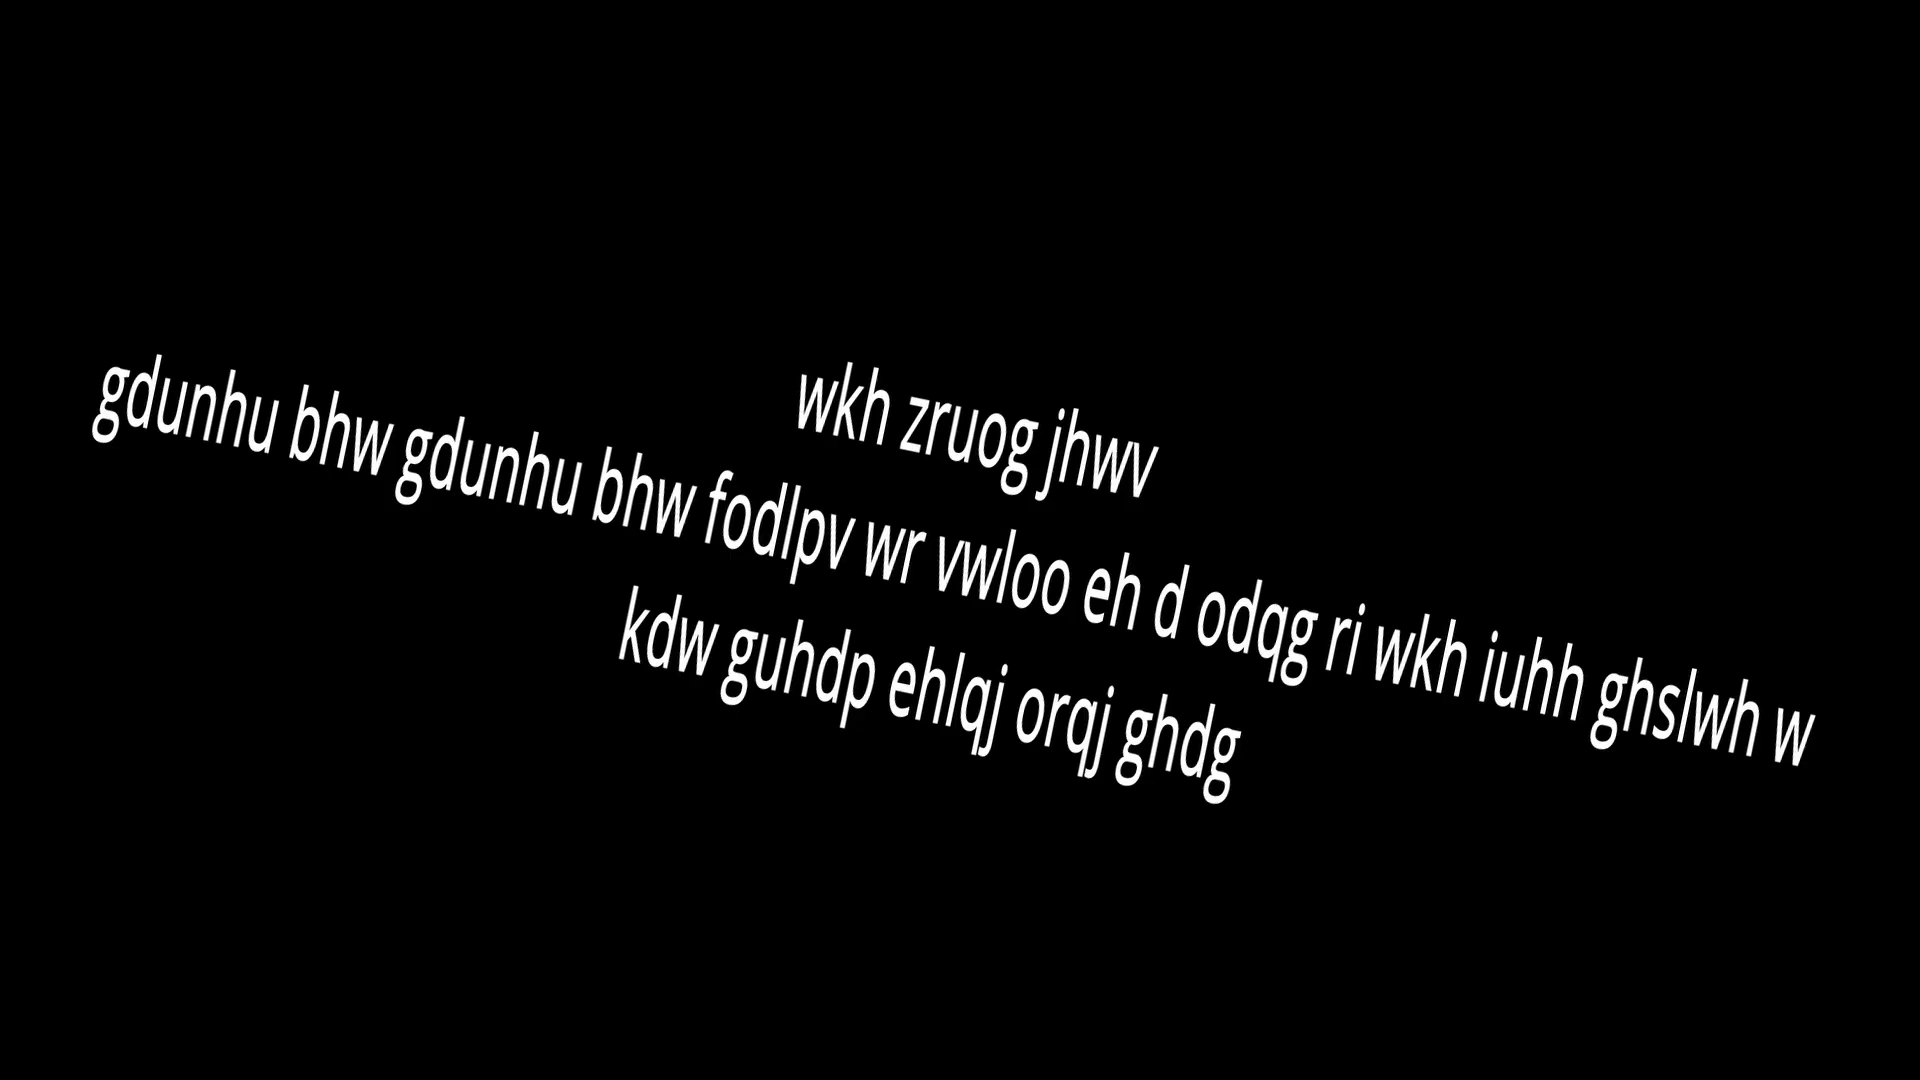 wkh zruog jhwv
gdunhu bhw gdunhu bhw fodlpv wr vwloo eh d odqg ri wkh iuhh ghslwh w
kdw guhdp ehlqj orqj ghdg